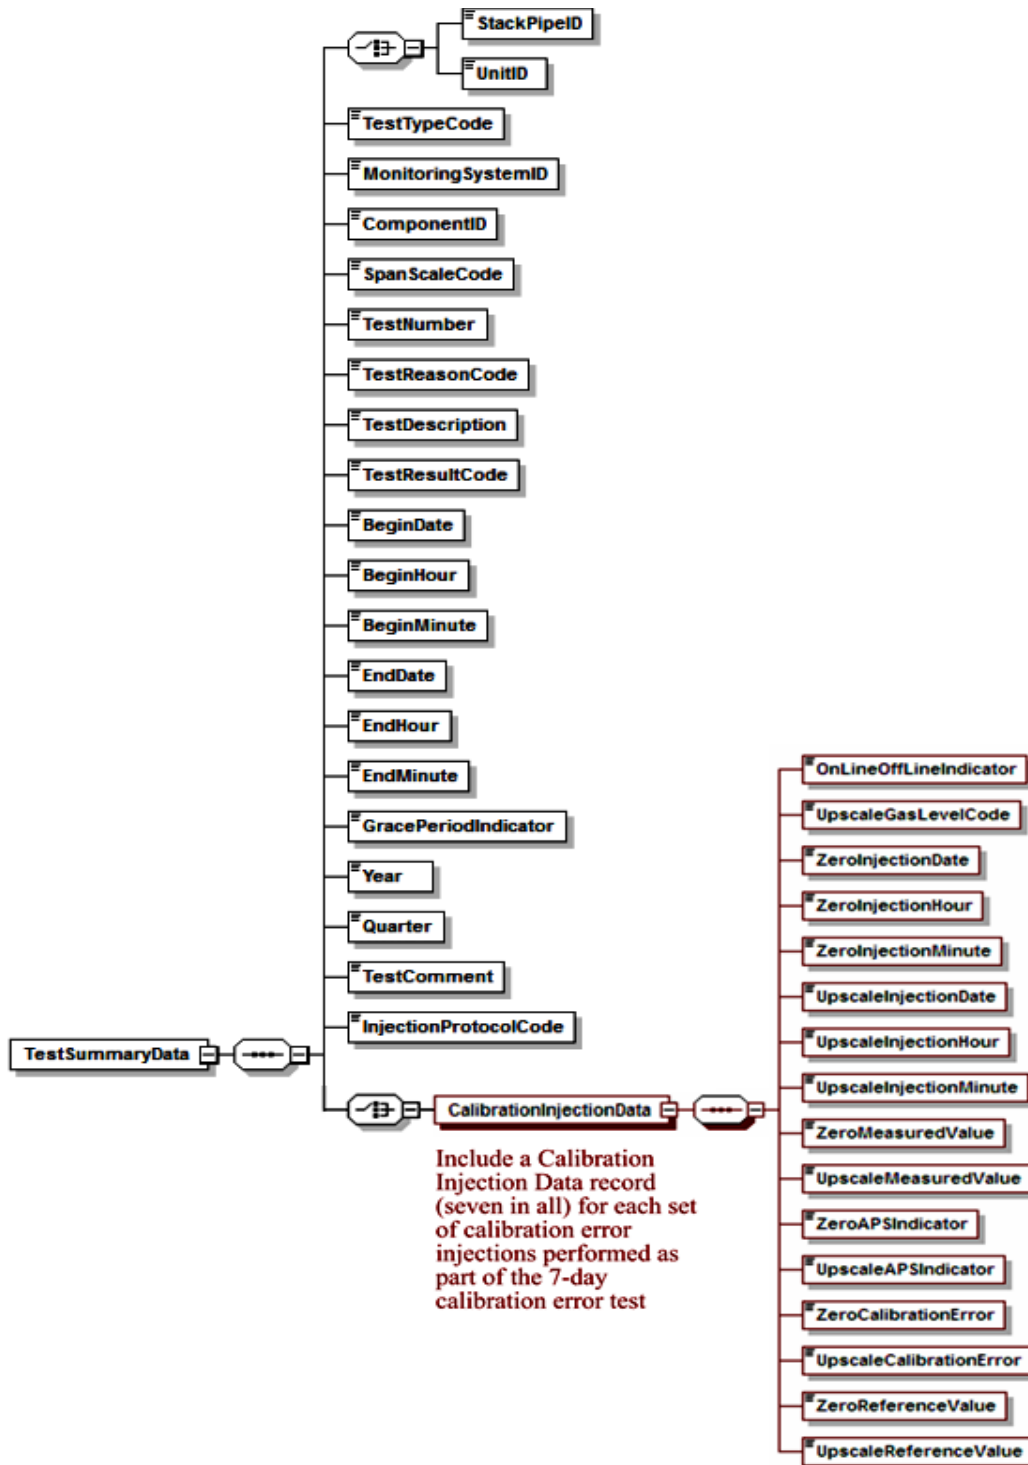 StackPipeID
UnitID
TestTypeCode
MonitoringSystemID
ComponentID
SpanScaleCode
TestNumber
TestReasonCode
TestDescription
TestResultCode
BeginDate
BeginHour
BeginMinute
EndDate
EndHour
EndMinute
GracePeriodIndicator
Year
Quarter
TestComment
InjectionProtocolCode
TestSummaryData
CalibrationInjectionData
Include a Calibration
Injection Data record
(seven in all) for each set
of calibration error
injections performed as
part of the 7-day
calibration error test
OnLineOffLineIndicator
UpscaleGasLevelCode
ZeroInjectionDate
ZeroInjectionHour
ZeroInjectionMinute
UpscaleInjectionDate
UpscaleInjectionHour
UpscaleInjectionMinute
ZeroMeasuredValue
UpscaleMeasuredValue
ZeroAPSIndicator
UpscaleAPSIndicator
ZeroCalibrationError
UpscaleCalibrationError
ZeroReferenceValue
UpscaleReferenceValue